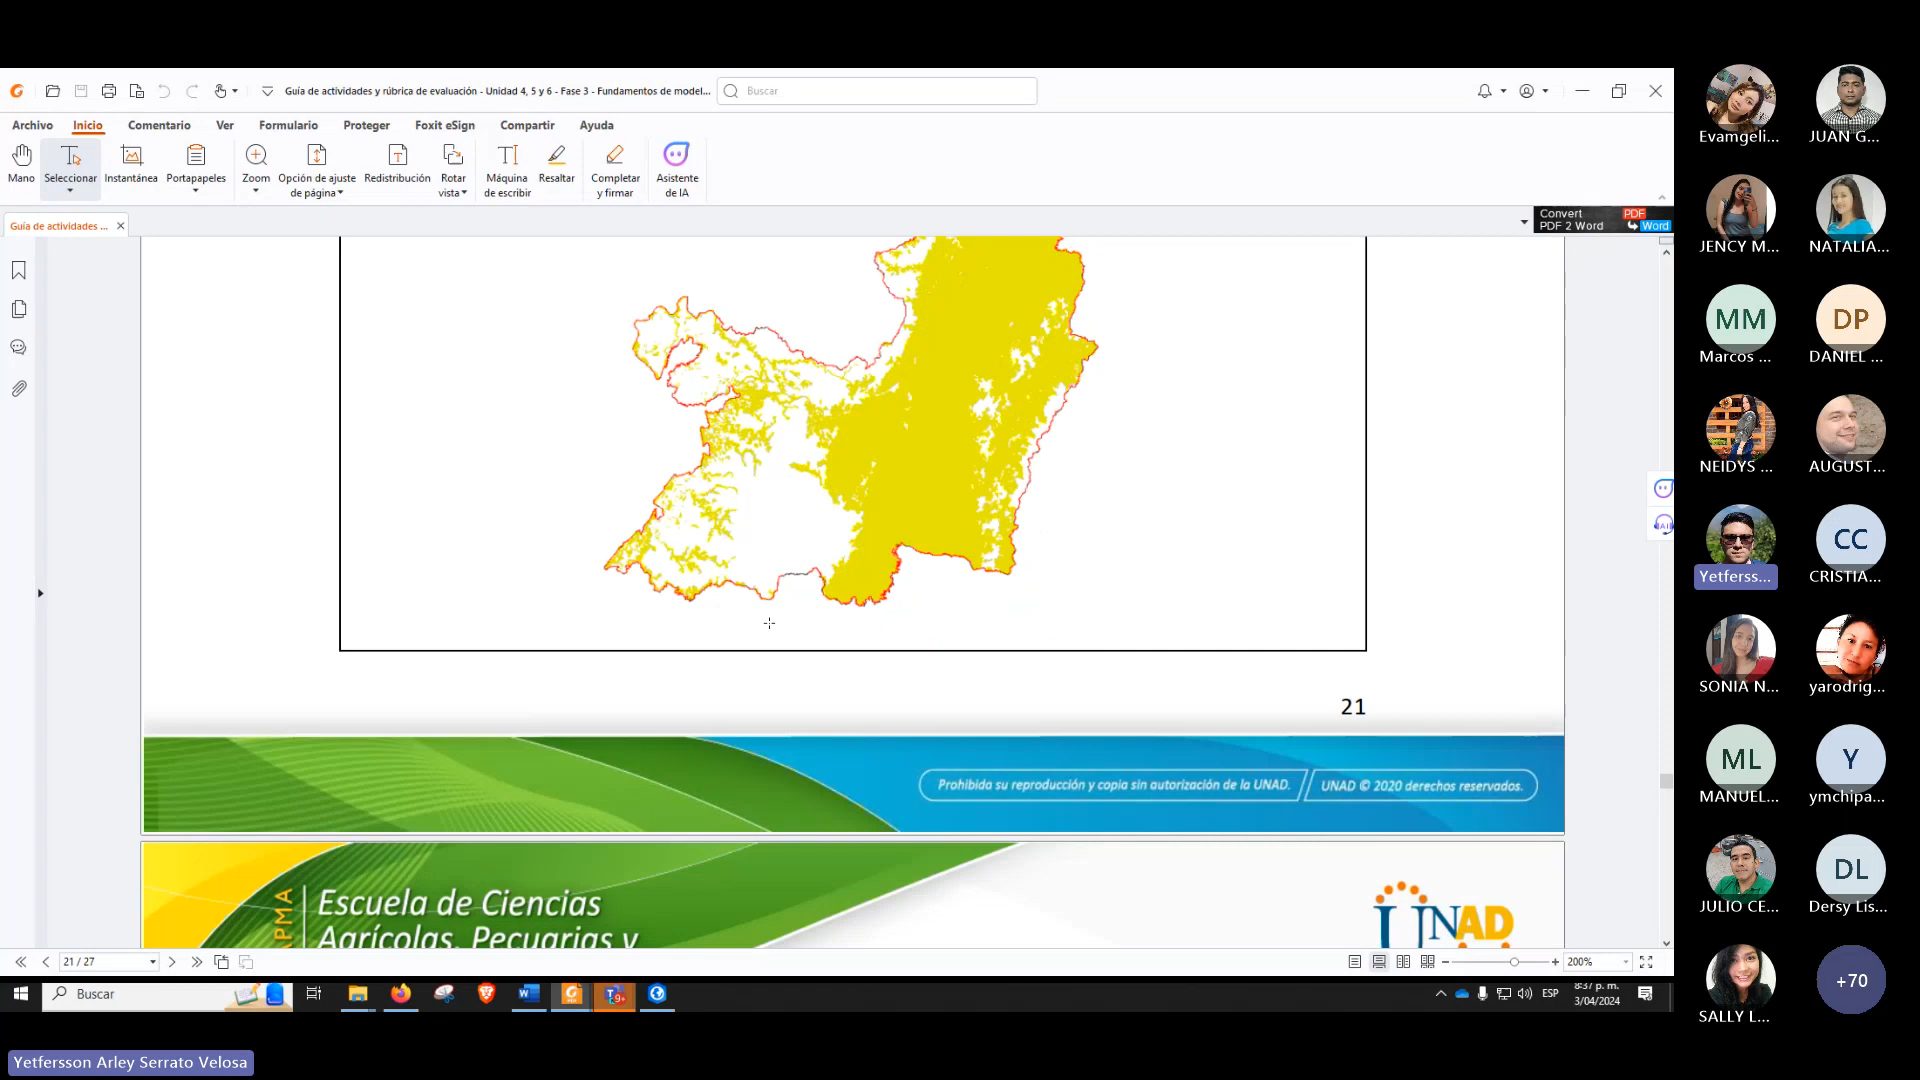 Guía de actividades y rúbrica de evaluación - Unidad 4, 5 y 6 - Fase 3 - Fundamentos de model...
Buscar
Archivo
Inicio
Comentario
Ver
Formulario
Proteger
Foxit eSign
Compartir
Ayuda
Mano
Seleccionar
Instantánea
Portapapeles
Zoom
Opción de ajuste
de página
Redistribución
Rotar
vista
Máquina
de escribir
Resaltar
Completar
y firmar
Asistente
de IA
Guía de actividades ...
Convert PDF
PDF 2 Word Word
21
Prohibida su reproducción y copia sin autorización de la UNAD.
UNAD © 2020 derechos reservados.
APMA
Escuela de Ciencias
Agrícolas, Pecuarias y
UNAD
21 / 27
200%
Buscar
9+
ESP
8:37 p. m.
3/04/2024
Evamgeli...
JUAN G...
JENCY M...
NATALIA...
MM
Marcos ...
DP
DANIEL ...
NEIDYS ...
AUGUST...
Yetferss...
CC
CRISTIA...
SONIA N...
yarodrig...
ML
MANUEL...
Y
ymchipa...
JULIO CE...
DL
Dersy Lis...
SALLY L...
+70
Yetfersson Arley Serrato Velosa